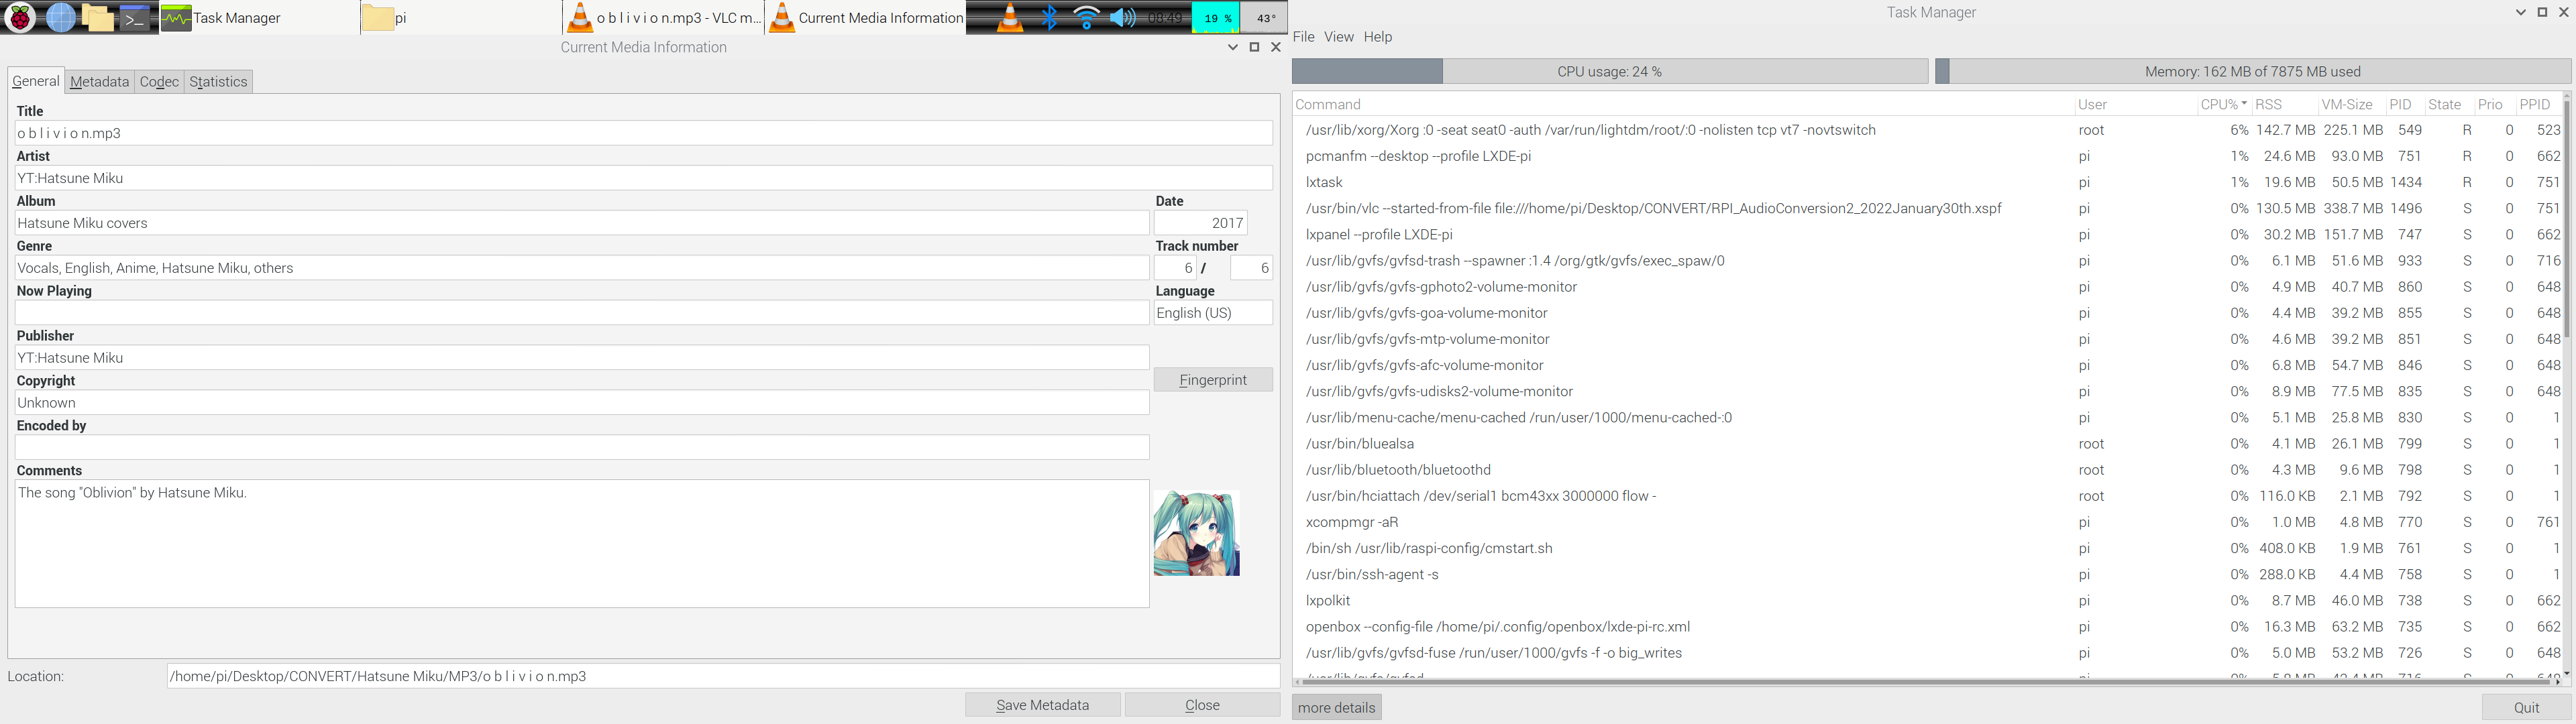 Task Manager
pi
o b l i v i o n.mp3 - VLC m...
Current Media Information
08:49
19 %
43°
Current Media Information
General Metadata Codec Statistics
Title
o b l i v i o n.mp3
Artist
YT:Hatsune Miku
Album Date
Hatsune Miku covers 2017
Genre Track number
Vocals, English, Anime, Hatsune Miku, others 6 / 6
Now Playing Language
English (US)
Publisher
YT:Hatsune Miku
Copyright Fingerprint
Unknown
Encoded by
Comments
The song "Oblivion" by Hatsune Miku.
Location: /home/pi/Desktop/CONVERT/Hatsune Miku/MP3/o b l i v i o n.mp3
Save Metadata Close
Task Manager
File View Help
CPU usage: 24 % Memory: 162 MB of 7875 MB used
Command User CPU% RSS VM-Size PID State Prio PPID
/usr/lib/xorg/Xorg :0 -seat seat0 -auth /var/run/lightdm/root/:0 -nolisten tcp vt7 -novtswitch root 6% 142.7 MB 225.1 MB 549 R 0 523
pcmanfm --desktop --profile LXDE-pi pi 1% 24.6 MB 93.0 MB 751 R 0 662
lxtask pi 1% 19.6 MB 50.5 MB 1434 R 0 751
/usr/bin/vlc --started-from-file file:///home/pi/Desktop/CONVERT/RPI_AudioConversion2_2022January30th.xspf pi 0% 130.5 MB 338.7 MB 1496 S 0 751
lxpanel --profile LXDE-pi pi 0% 30.2 MB 151.7 MB 747 S 0 662
/usr/lib/gvfs/gvfsd-trash --spawner :1.4 /org/gtk/gvfs/exec_spaw/0 pi 0% 6.1 MB 51.6 MB 933 S 0 716
/usr/lib/gvfs/gvfs-gphoto2-volume-monitor pi 0% 4.9 MB 40.7 MB 860 S 0 648
/usr/lib/gvfs/gvfs-goa-volume-monitor pi 0% 4.4 MB 39.2 MB 855 S 0 648
/usr/lib/gvfs/gvfs-mtp-volume-monitor pi 0% 4.6 MB 39.2 MB 851 S 0 648
/usr/lib/gvfs/gvfs-afc-volume-monitor pi 0% 6.8 MB 54.7 MB 846 S 0 648
/usr/lib/gvfs/gvfs-udisks2-volume-monitor pi 0% 8.9 MB 77.5 MB 835 S 0 648
/usr/lib/menu-cache/menu-cached /run/user/1000/menu-cached-:0 pi 0% 5.1 MB 25.8 MB 830 S 0 1
/usr/bin/bluealsa root 0% 4.1 MB 26.1 MB 799 S 0 1
/usr/lib/bluetooth/bluetoothd root 0% 4.3 MB 9.6 MB 798 S 0 1
/usr/bin/hciattach /dev/serial1 bcm43xx 3000000 flow - root 0% 116.0 KB 2.1 MB 792 S 0 1
xcompmgr -aR pi 0% 1.0 MB 4.8 MB 770 S 0 761
/bin/sh /usr/lib/raspi-config/cmstart.sh pi 0% 408.0 KB 1.9 MB 761 S 0 1
/usr/bin/ssh-agent -s pi 0% 288.0 KB 4.4 MB 758 S 0 1
lxpolkit pi 0% 8.7 MB 46.0 MB 738 S 0 662
openbox --config-file /home/pi/.config/openbox/lxde-pi-rc.xml pi 0% 16.3 MB 63.2 MB 735 S 0 662
/usr/lib/gvfs/gvfsd-fuse /run/user/1000/gvfs -f -o big_writes pi 0% 5.0 MB 53.2 MB 726 S 0 648
more details Quit